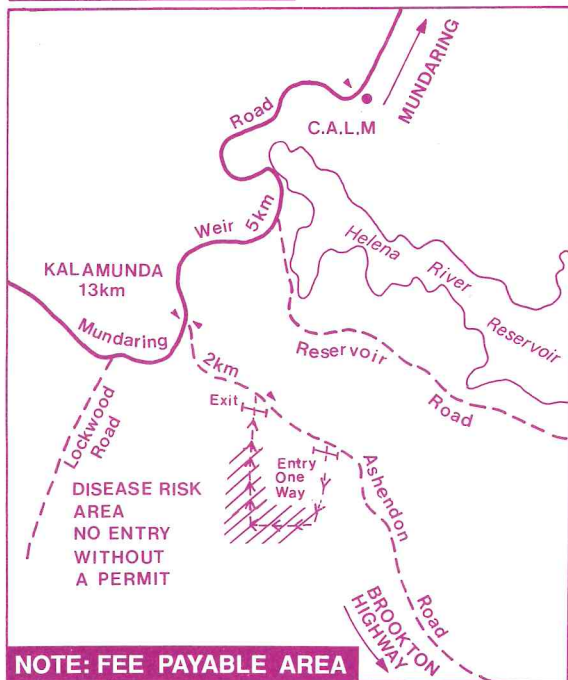 MUNDARING
C.A.L.M
Road
5km
Weir
Helena
River
Reservoir
KALAMUNDA
13km
Mundaring
Reservoir
Road
2km
Exit
Lockwood
Road
Entry
One
Way
Ashendon
Road
DISEASE RISK
AREA
NO ENTRY
WITHOUT
A PERMIT
BROOKTON
HIGHWAY
NOTE: FEE PAYABLE AREA